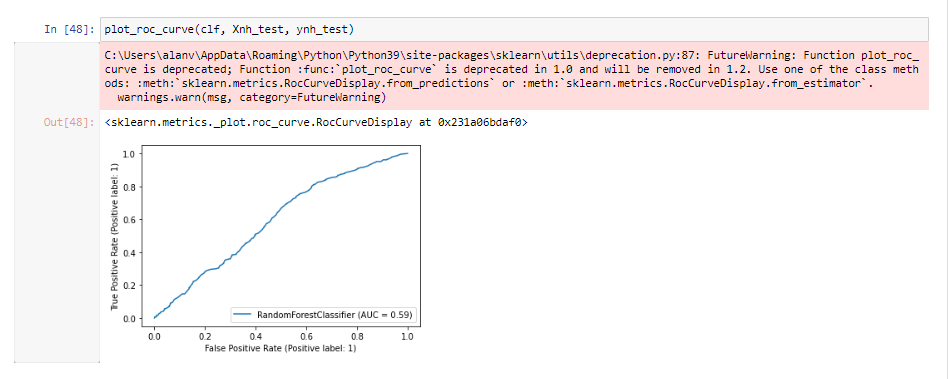 In [48]: plot_roc_curve(clf, Xnh_test, ynh_test)
C:\Users\alanv\AppData\Roaming\Python\Python39\site-packages\sklearn\utils\deprecation.py:87: FutureWarning: Function plot_roc_
curve is deprecated; Function :func:`plot_roc_curve` is deprecated in 1.0 and will be removed in 1.2. Use one of the class meth
ods: :meth:`sklearn.metrics.RocCurveDisplay.from_predictions` or :meth:`sklearn.metrics.RocCurveDisplay.from_estimator`.
warnings.warn(msg, category=FutureWarning)
Out[48]: <sklearn.metrics._plot.roc_curve.RocCurveDisplay at 0x231a06bdaf0>
True Positive Rate (Positive label: 1)
1.0
0.8
0.6
0.4
0.2
0.0
RandomForestClassifier (AUC = 0.59)
0.0 0.2 0.4 0.6 0.8 1.0
False Positive Rate (Positive label: 1)